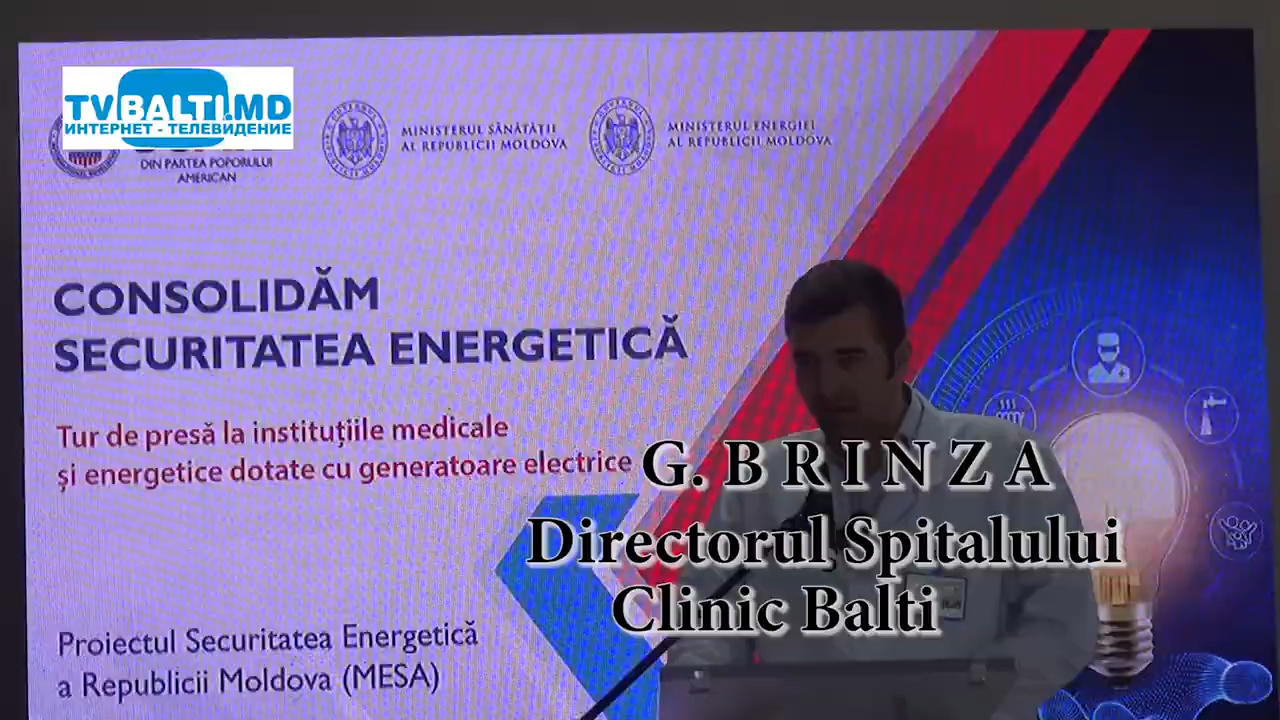 TVBALTI.MD
ИНТЕРНЕТ - ТЕЛЕВИДЕНИЕ
DIN PARTEA POPORULUI
AMERICAN
MINISTERUL SĂNĂTĂȚII
AL REPUBLICII MOLDOVA
MINISTERUL ENERGIEI
AL REPUBLICII MOLDOVA
CONSOLIDĂM
SECURITATEA ENERGETICĂ
Tur de presă la instituțiile medicale
și energetice dotate cu generatoare electrice
G. BRINZA
Directorul Spitalului
Clinic Balti
Proiectul Securitatea Energetică
a Republicii Moldova (MESA)